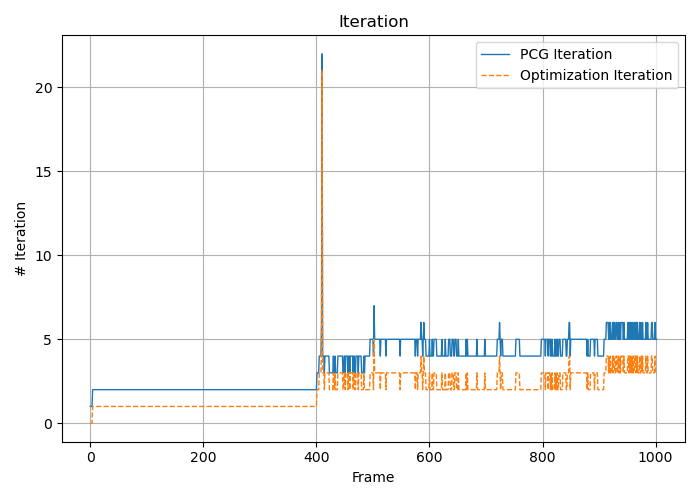 Iteration
PCG Iteration
Optimization Iteration
# Iteration
20
15
10
5
0
0 200 400 600 800 1000
Frame